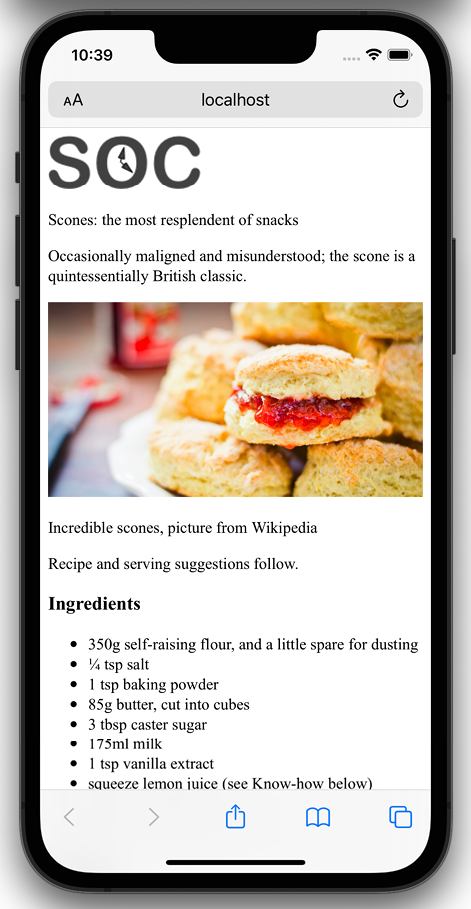 10:39
AA
localhost
SOC
Scones: the most resplendent of snacks
Occasionally maligned and misunderstood; the scone is a
quintessentially British classic.
Incredible scones, picture from Wikipedia
Recipe and serving suggestions follow.
Ingredients
350g self-raising flour, and a little spare for dusting
¼ tsp salt
1 tsp baking powder
85g butter, cut into cubes
3 tbsp caster sugar
175ml milk
1 tsp vanilla extract
squeeze lemon juice (see Know-how below)